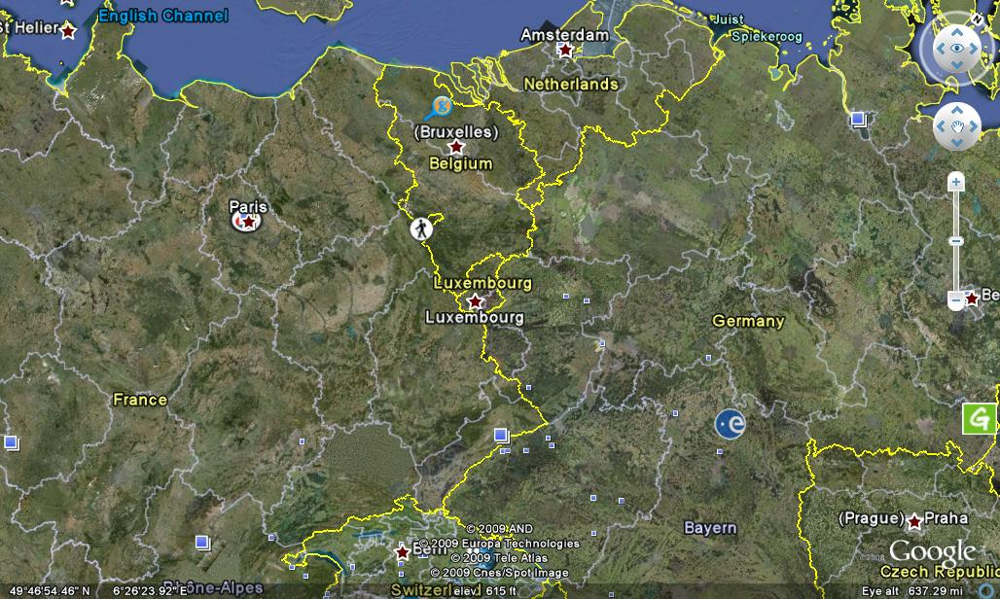 English Channel
St Helier
Juist
Spiekeroog
N
Amsterdam
Netherlands
(Bruxelles)
Belgium
Paris
Luxembourg
Luxembourg
Be
Germany
France
Bayern
(Prague) Praha
Bern
Rhône-Alpes
Switzerland
Czech Republic
© 2009 AND
© 2009 Europa Technologies
© 2009 Tele Atlas
© 2009 Cnes/Spot Image
Google
49°46'54.46" N 6°26'23.92" E elev. 615 ft Eye alt 637.29 mi